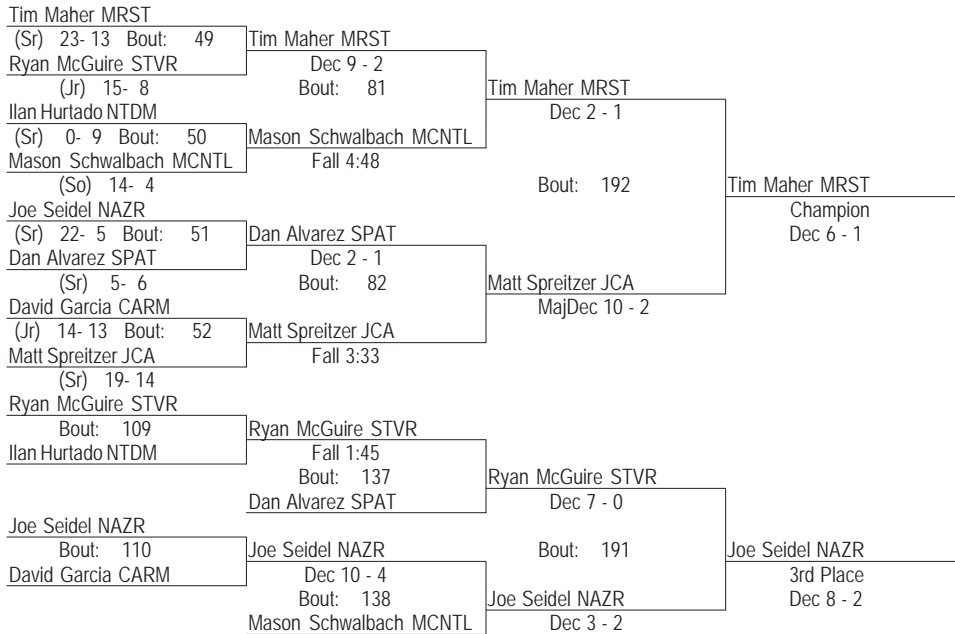 Tim Maher MRST
(Sr) 23- 13 Bout: 49 Tim Maher MRST
Ryan McGuire STVR Dec 9 - 2
(Jr) 15- 8 Bout: 81 Tim Maher MRST
Ilan Hurtado NTDM Dec 2 - 1
(Sr) 0- 9 Bout: 50 Mason Schwalbach MCNTL
Mason Schwalbach MCNTL Fall 4:48
(So) 14- 4 Bout: 192 Tim Maher MRST
Joe Seidel NAZR Champion
(Sr) 22- 5 Bout: 51 Dan Alvarez SPAT Dec 6 - 1
Dan Alvarez SPAT Dec 2 - 1
(Sr) 5- 6 Bout: 82 Matt Spreitzer JCA
David Garcia CARM MajDec 10 - 2
(Jr) 14- 13 Bout: 52 Matt Spreitzer JCA
Matt Spreitzer JCA Fall 3:33
(Sr) 19- 14
Ryan McGuire STVR
Bout: 109 Ryan McGuire STVR
Ilan Hurtado NTDM Fall 1:45
Bout: 137 Ryan McGuire STVR
Dan Alvarez SPAT Dec 7 - 0
Joe Seidel NAZR
Bout: 110 Joe Seidel NAZR Bout: 191 Joe Seidel NAZR
David Garcia CARM Dec 10 - 4 3rd Place
Bout: 138 Joe Seidel NAZR Dec 8 - 2
Mason Schwalbach MCNTL Dec 3 - 2